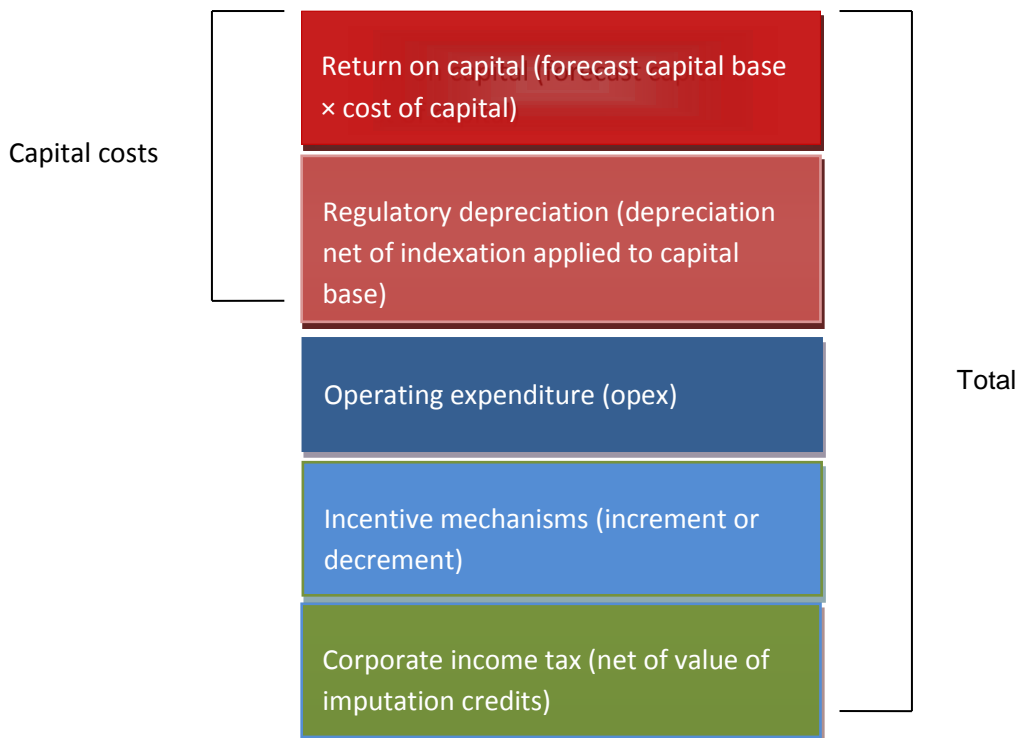 Return on capital (forecast capital base
× cost of capital)
Capital costs
Regulatory depreciation (depreciation
net of indexation applied to capital
base)
Operating expenditure (opex)
Total
Incentive mechanisms (increment or
decrement)
Corporate income tax (net of value of
imputation credits)